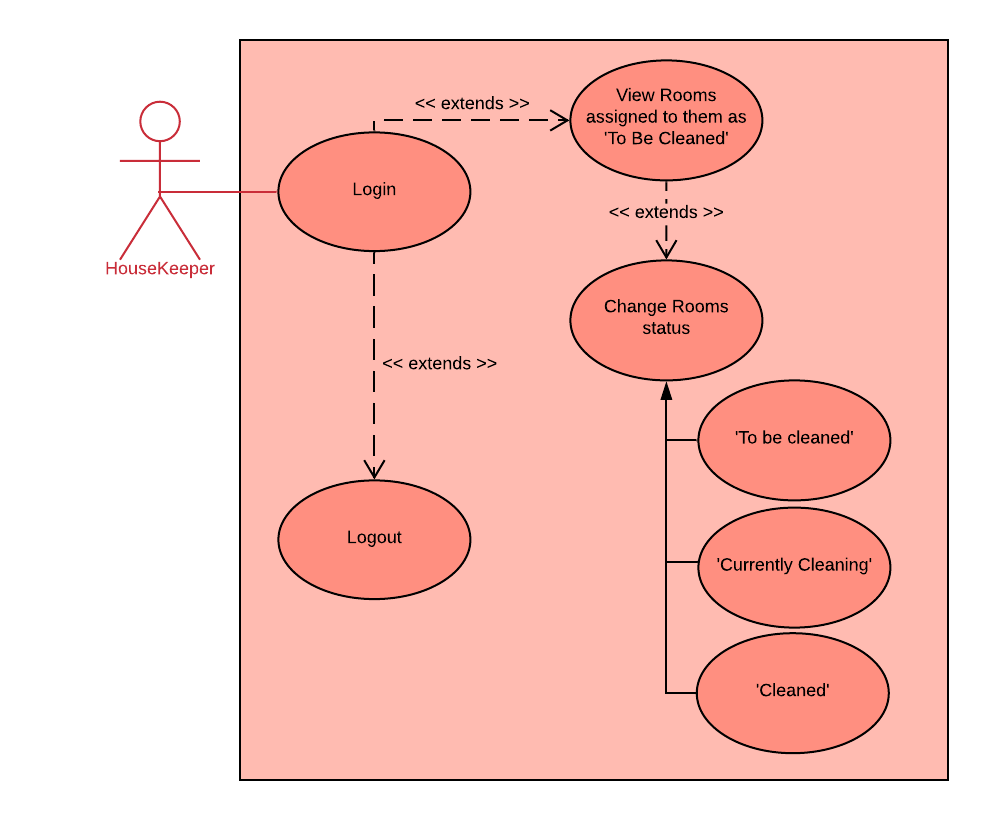 << extends >>
View Rooms
assigned to them as
'To Be Cleaned'
Login
<< extends >>
HouseKeeper
Change Rooms
status
<< extends >>
'To be cleaned'
Logout
'Currently Cleaning'
'Cleaned'